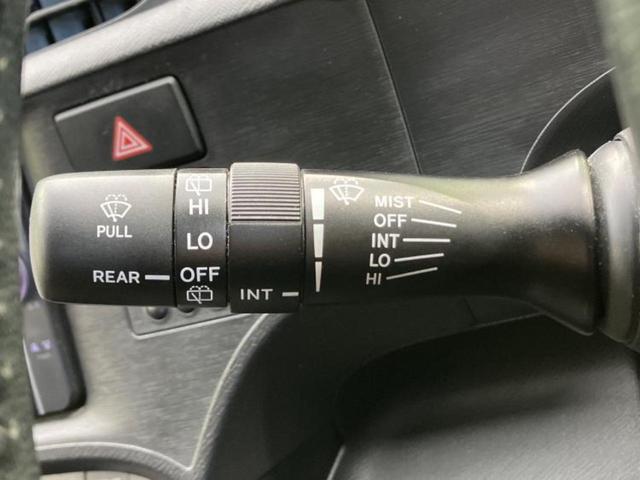 PULL
REAR
HI
LO
OFF
INT
MIST
OFF
INT
LO
HI